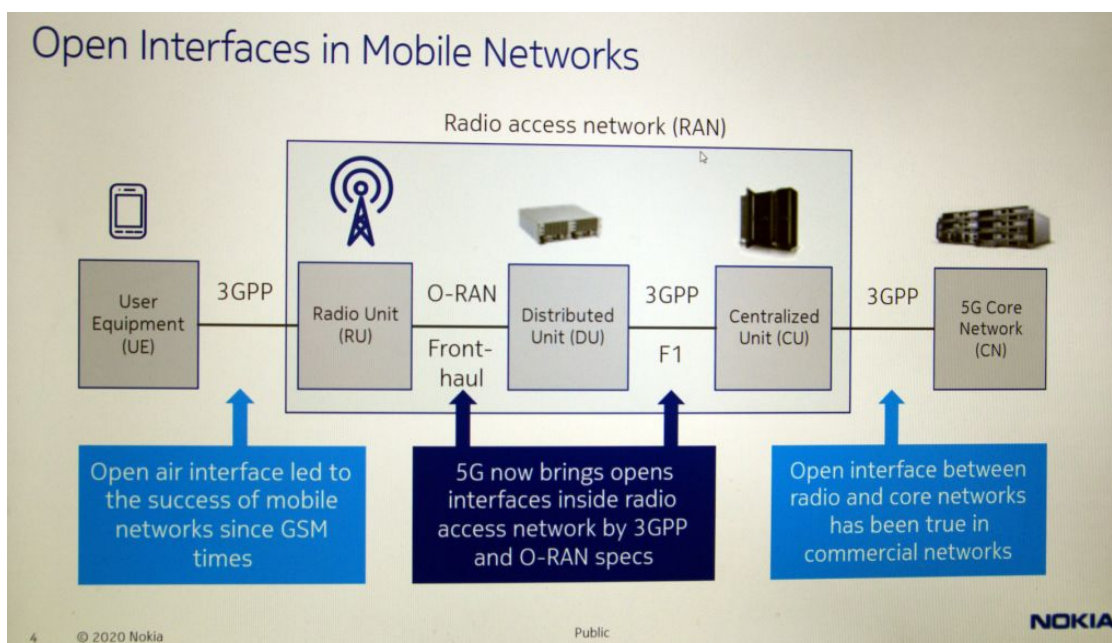 Open Interfaces in Mobile Networks
Radio access network (RAN)
User
Equipment
(UE)
3GPP
Radio Unit
(RU)
O-RAN
Front-
haul
Distributed
Unit (DU)
3GPP
F1
Centralized
Unit (CU)
3GPP
5G Core
Network
(CN)
Open air interface led to
the success of mobile
networks since GSM
times
5G now brings opens
interfaces inside radio
access network by 3GPP
and O-RAN specs
Open interface between
radio and core networks
has been true in
commercial networks
4
© 2020 Nokia
Public
NOKIA